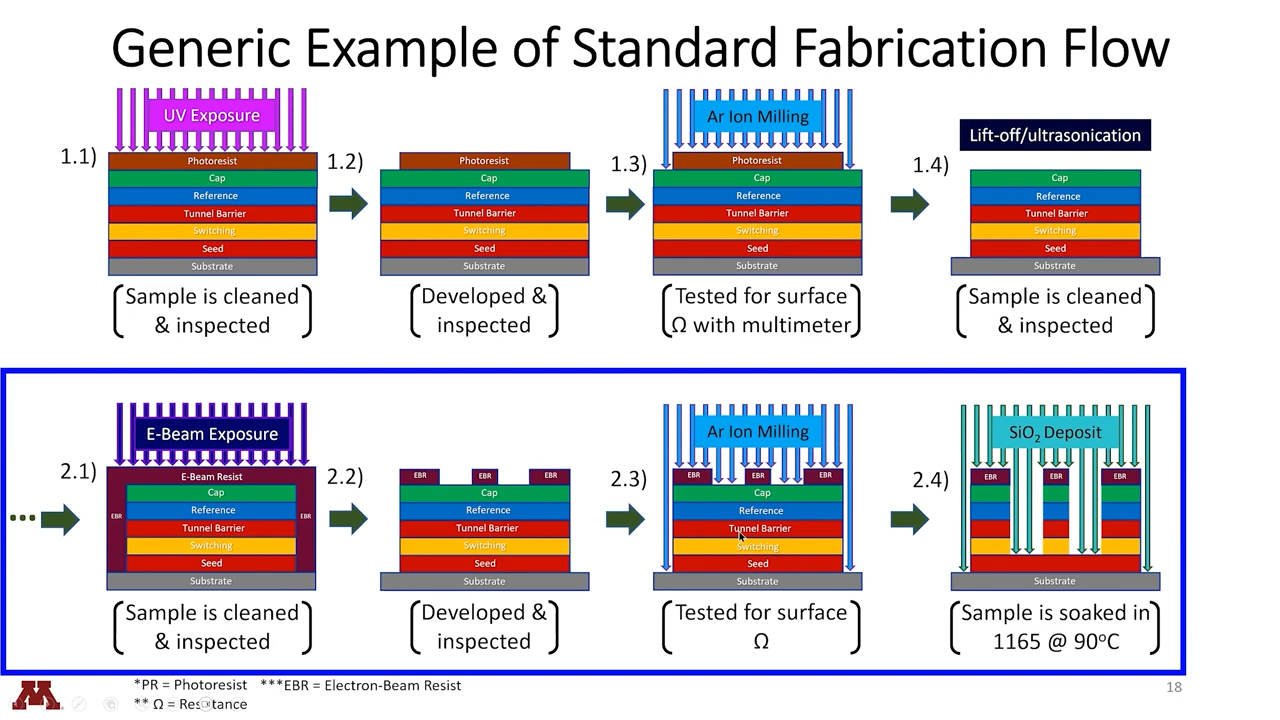 Generic Example of Standard Fabrication Flow
1.1)
UV Exposure
Photoresist
Cap
Reference
Tunnel Barrier
Switching
Seed
Substrate
Sample is cleaned
& inspected
1.2)
Photoresist
Cap
Reference
Tunnel Barrier
Switching
Seed
Substrate
Developed &
inspected
1.3)
Ar Ion Milling
Photoresist
Cap
Reference
Tunnel Barrier
Switching
Seed
Substrate
Tested for surface
Ω with multimeter
1.4)
Lift-off/ultrasonication
Cap
Reference
Tunnel Barrier
Switching
Seed
Substrate
Sample is cleaned
& inspected
2.1)
E-Beam Exposure
E-Beam Resist
Cap
Reference
EBR
Tunnel Barrier
EBR
Switching
Seed
Substrate
Sample is cleaned
& inspected
2.2)
EBR EBR EBR
Cap
Reference
Tunnel Barrier
Switching
Seed
Substrate
Developed &
inspected
2.3)
Ar Ion Milling
EBR EBR EBR
Cap
Reference
Tunnel Barrier
Switching
Seed
Substrate
Tested for surface
Ω
2.4)
SiO₂ Deposit
EBR EBR EBR
Substrate
Sample is soaked in
1165 @ 90°C
*PR = Photoresist ***EBR = Electron-Beam Resist
** Ω = Resistance
M
18